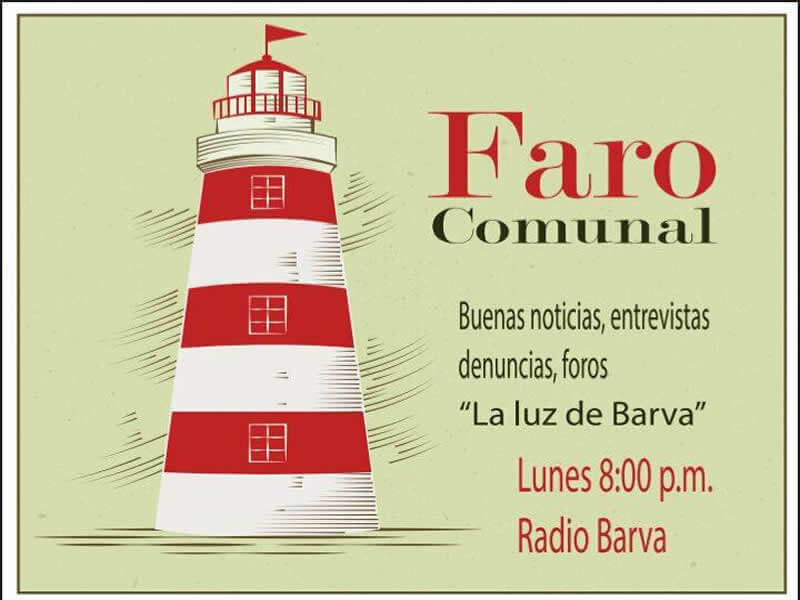 Faro
Comunal
Buenas noticias, entrevistas
denuncias, foros
“La luz de Barva”
Lunes 8:00 p.m.
Radio Barva